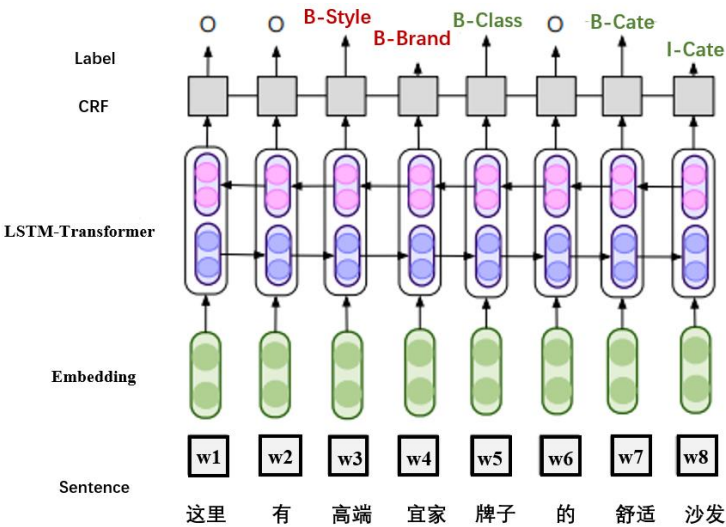 O O B-Style B-Brand B-Class O B-Cate I-Cate
Label
CRF
LSTM-Transformer
Embedding
w1 w2 w3 w4 w5 w6 w7 w8
Sentence
这里 有 高端 宜家 牌子 的 舒适 沙发